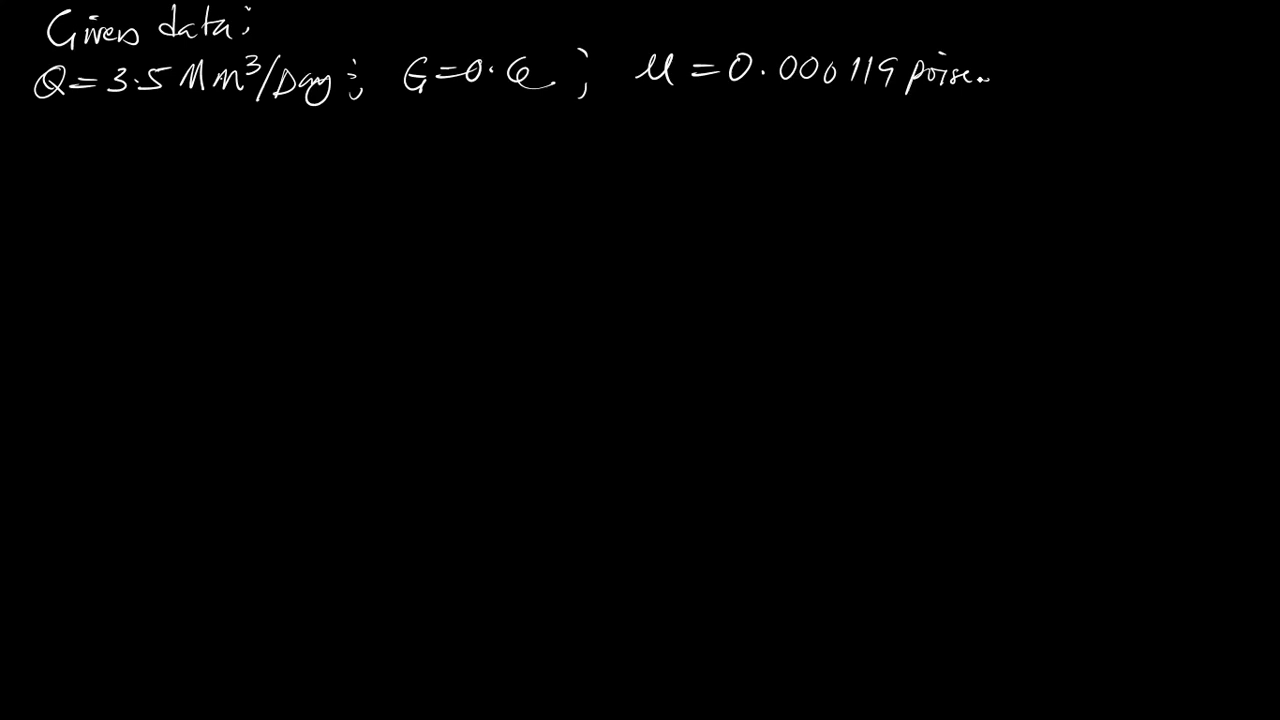 Given data:
Q=3.5 Mm³/Day; G=0.6; μ=0.000119 poise.